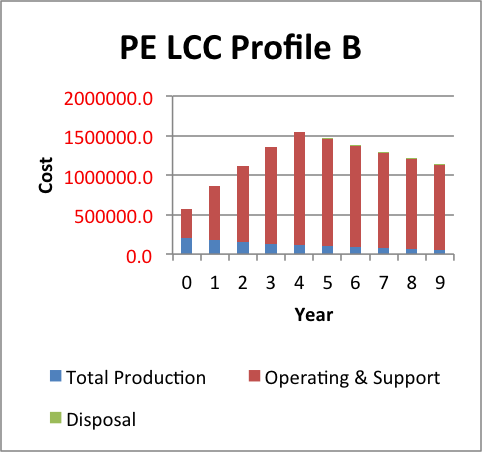 PE LCC Profile B
2000000.0
1500000.0
1000000.0
500000.0
0.0
Cost
0 1 2 3 4 5 6 7 8 9
Year
Total Production
Operating & Support
Disposal